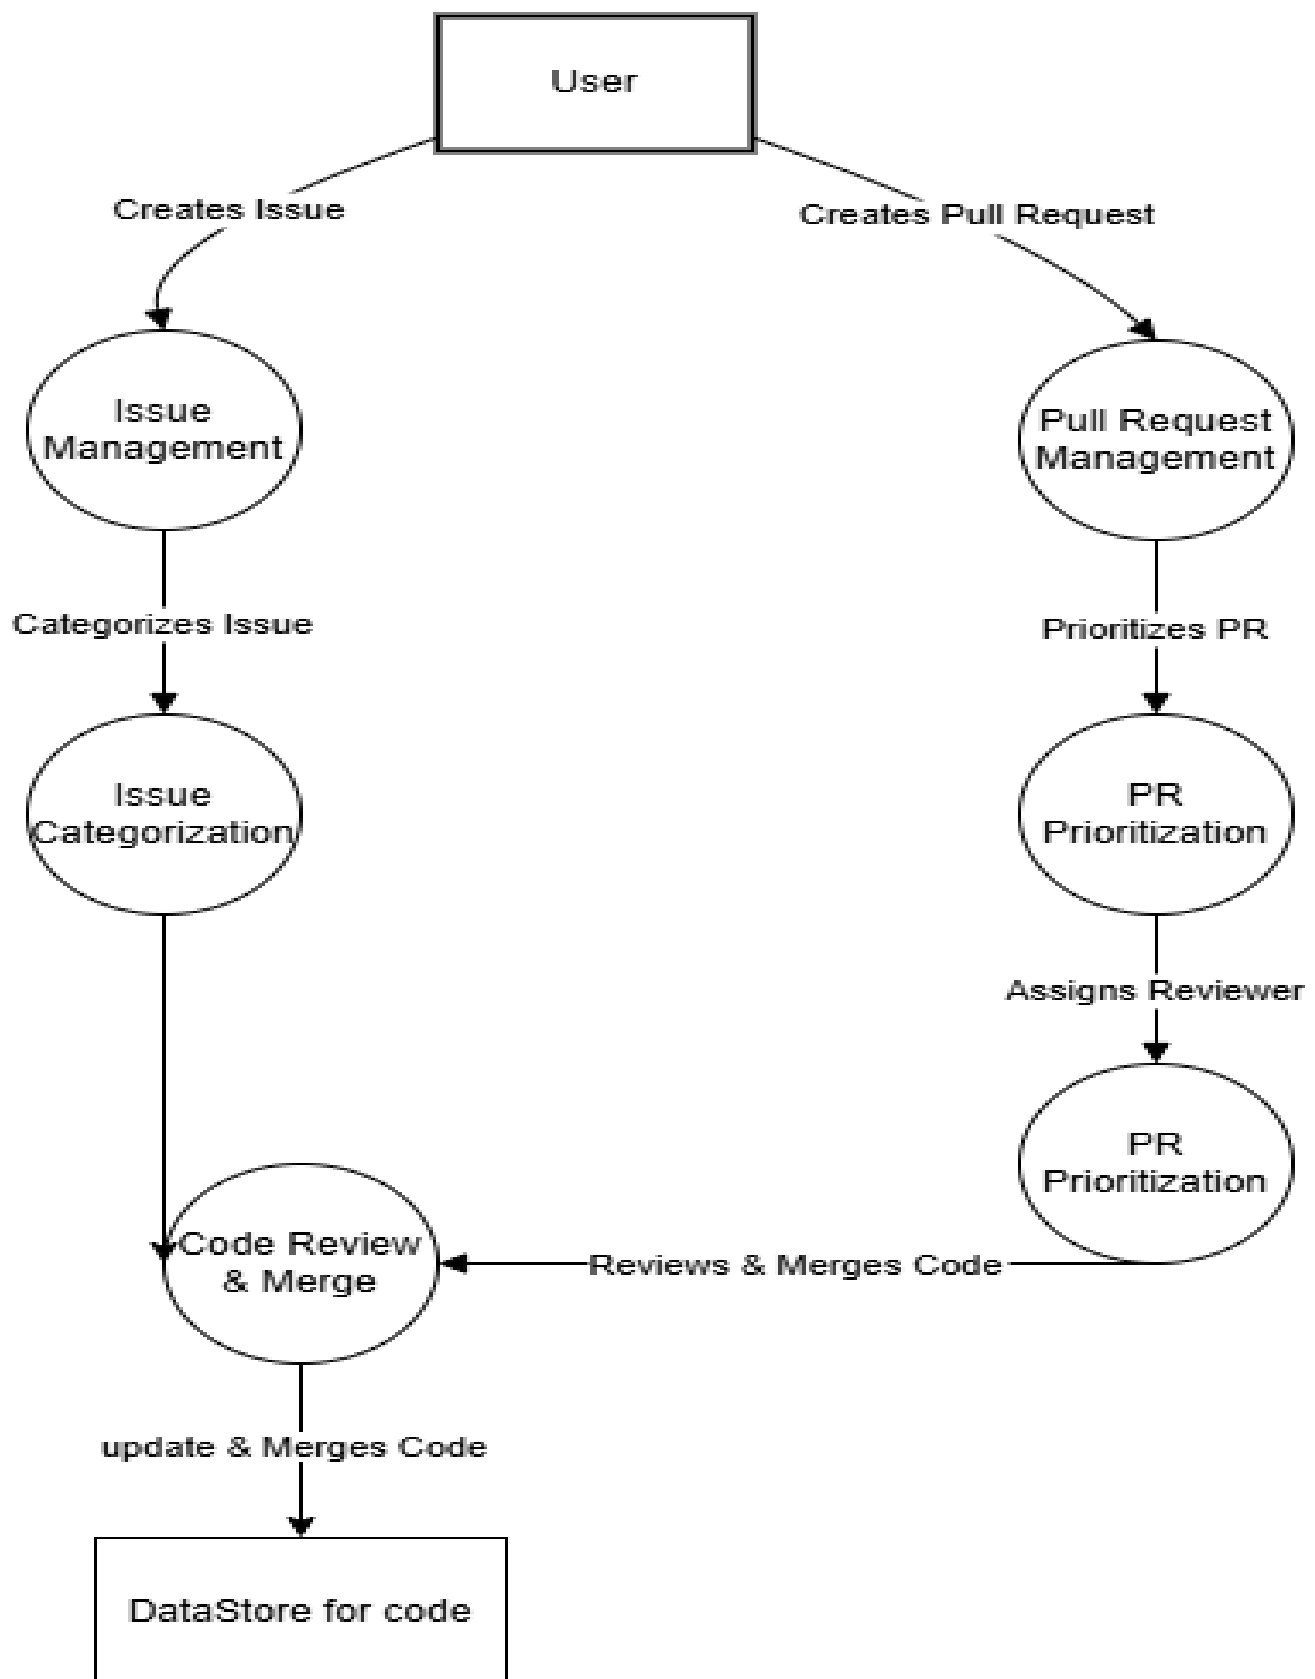 User
Creates Issue
Creates Pull Request
Issue
Management
Pull Request
Management
Categorizes Issue
Prioritizes PR
Issue
Categorization
PR
Prioritization
Assigns Reviewer
PR
Prioritization
Code Review
& Merge
Reviews & Merges Code
update & Merges Code
DataStore for code